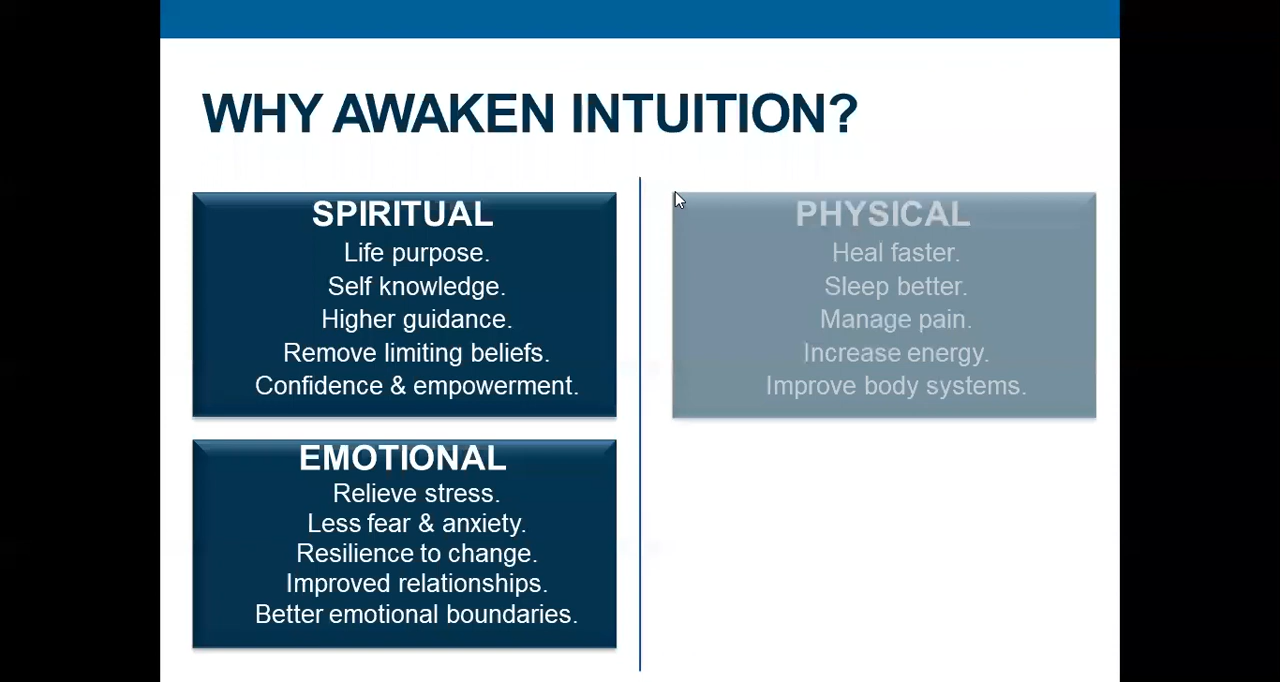 WHY AWAKEN INTUITION?
SPIRITUAL
Life purpose.
Self knowledge.
Higher guidance.
Remove limiting beliefs.
Confidence & empowerment.
EMOTIONAL
Relieve stress.
Less fear & anxiety.
Resilience to change.
Improved relationships.
Better emotional boundaries.
PHYSICAL
Heal faster.
Sleep better.
Manage pain.
Increase energy.
Improve body systems.